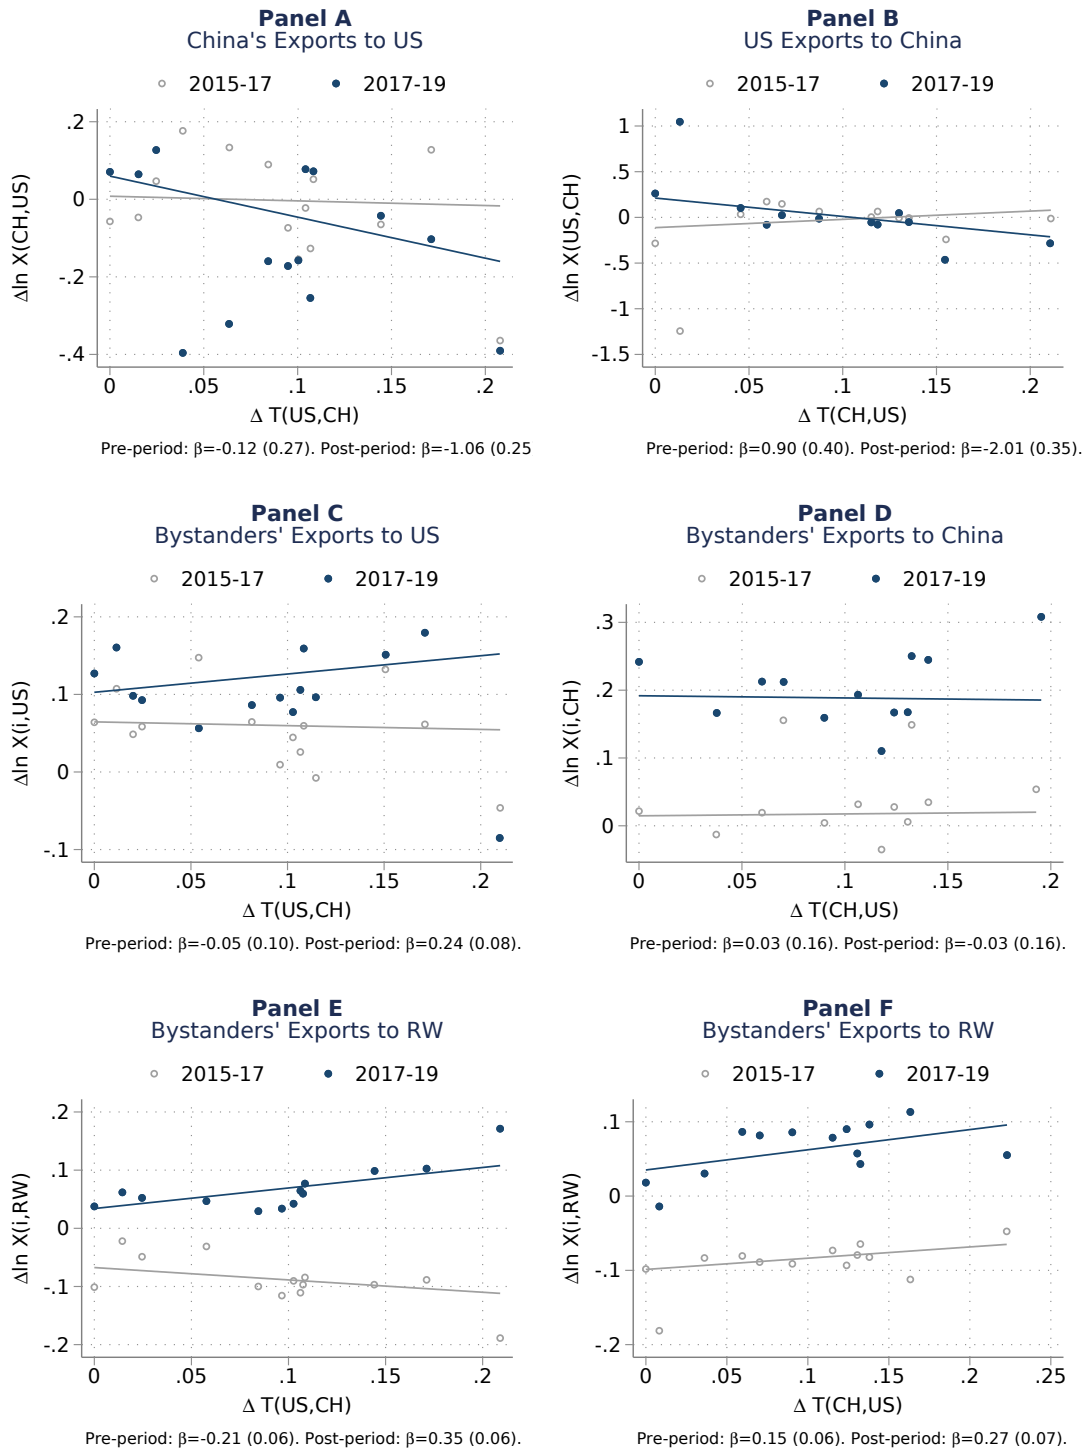 Panel A
China's Exports to US
2015-17 2017-19
.2
0
-.2
-.4
Δln X(CH,US)
0 .05 .1 .15 .2
Δ T(US,CH)
Pre-period: β=-0.12 (0.27). Post-period: β=-1.06 (0.25
Panel B
US Exports to China
2015-17 2017-19
1
.5
0
-.5
-1
-1.5
Δln X(US,CH)
0 .05 .1 .15 .2
Δ T(CH,US)
Pre-period: β=0.90 (0.40). Post-period: β=-2.01 (0.35).
Panel C
Bystanders' Exports to US
2015-17 2017-19
.2
.1
0
-.1
Δln X(i,US)
0 .05 .1 .15 .2
Δ T(US,CH)
Pre-period: β=-0.05 (0.10). Post-period: β=0.24 (0.08).
Panel D
Bystanders' Exports to China
2015-17 2017-19
.3
.2
.1
0
Δln X(i,CH)
0 .05 .1 .15 .2
Δ T(CH,US)
Pre-period: β=0.03 (0.16). Post-period: β=-0.03 (0.16).
Panel E
Bystanders' Exports to RW
2015-17 2017-19
.2
.1
0
-.1
-.2
Δln X(i,RW)
0 .05 .1 .15 .2
Δ T(US,CH)
Pre-period: β=-0.21 (0.06). Post-period: β=0.35 (0.06).
Panel F
Bystanders' Exports to RW
2015-17 2017-19
.1
0
-.1
-.2
Δln X(i,RW)
0 .05 .1 .15 .2 .25
Δ T(CH,US)
Pre-period: β=0.15 (0.06). Post-period: β=0.27 (0.07).